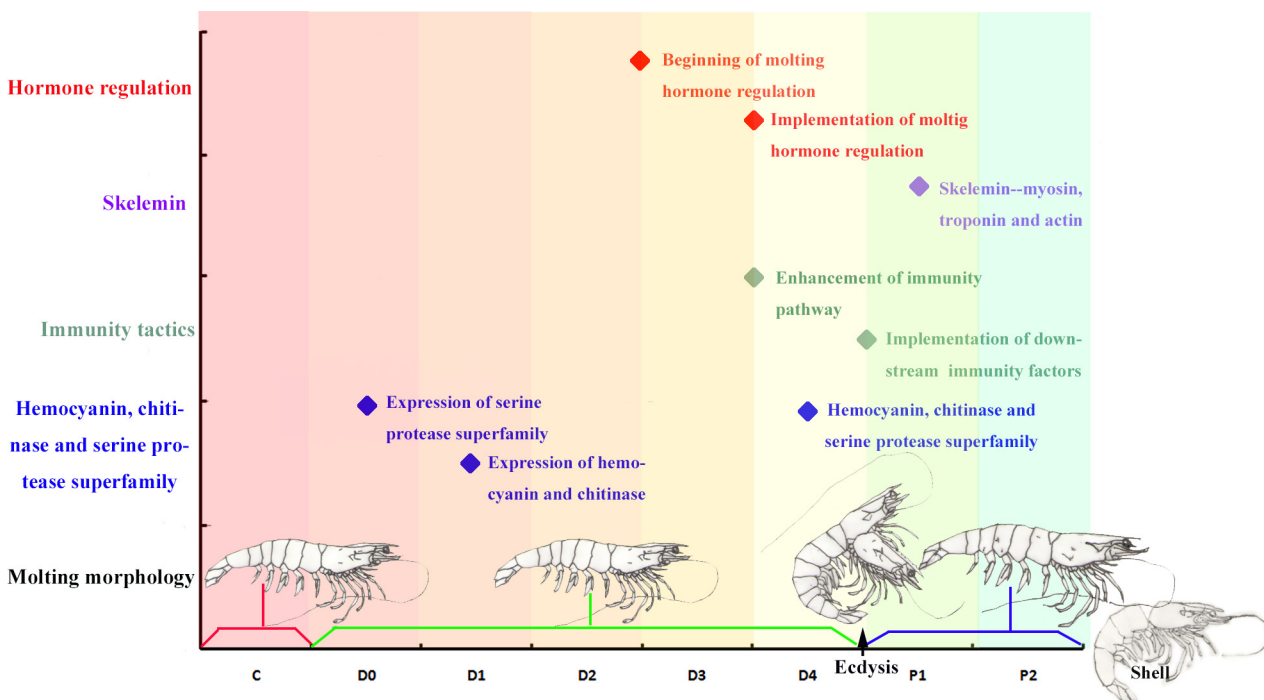 Hormone regulation
Beginning of molting
hormone regulation
Implementation of moltig
hormone regulation
Skelemin
Skelemin--myosin,
troponin and actin
Immunity tactics
Enhancement of immunity
pathway
Implementation of down-
stream immunity factors
Hemocyanin, chiti-
nase and serine pro-
tease superfamily
Expression of serine
protease superfamily
Expression of hemo-
cyanin and chitinase
Hemocyanin, chitinase and
serine protease superfamily
Molting morphology
C D0 D1 D2 D3 D4 Ecdysis P1 P2 Shell